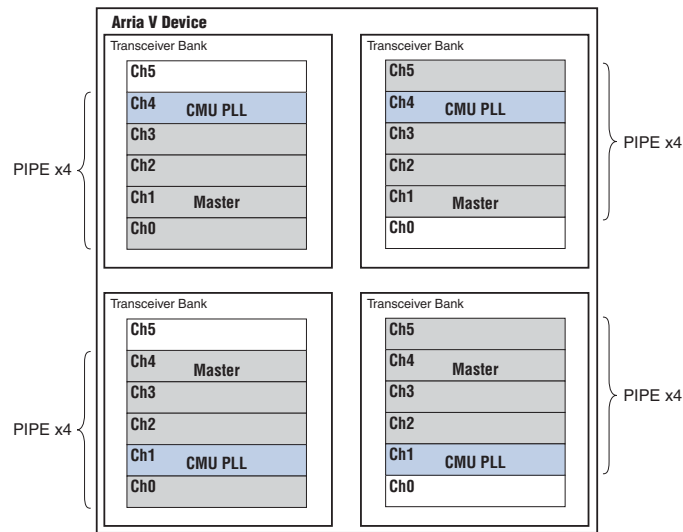 Arria V Device
Transceiver Bank
Ch5
Ch4 CMU PLL
Ch3
Ch2
Ch1 Master
Ch0
PIPE x4
Transceiver Bank
Ch5
Ch4 CMU PLL
Ch3
Ch2
Ch1 Master
Ch0
PIPE x4
Transceiver Bank
Ch5
Ch4 Master
Ch3
Ch2
Ch1 CMU PLL
Ch0
PIPE x4
Transceiver Bank
Ch5
Ch4 Master
Ch3
Ch2
Ch1 CMU PLL
Ch0
PIPE x4